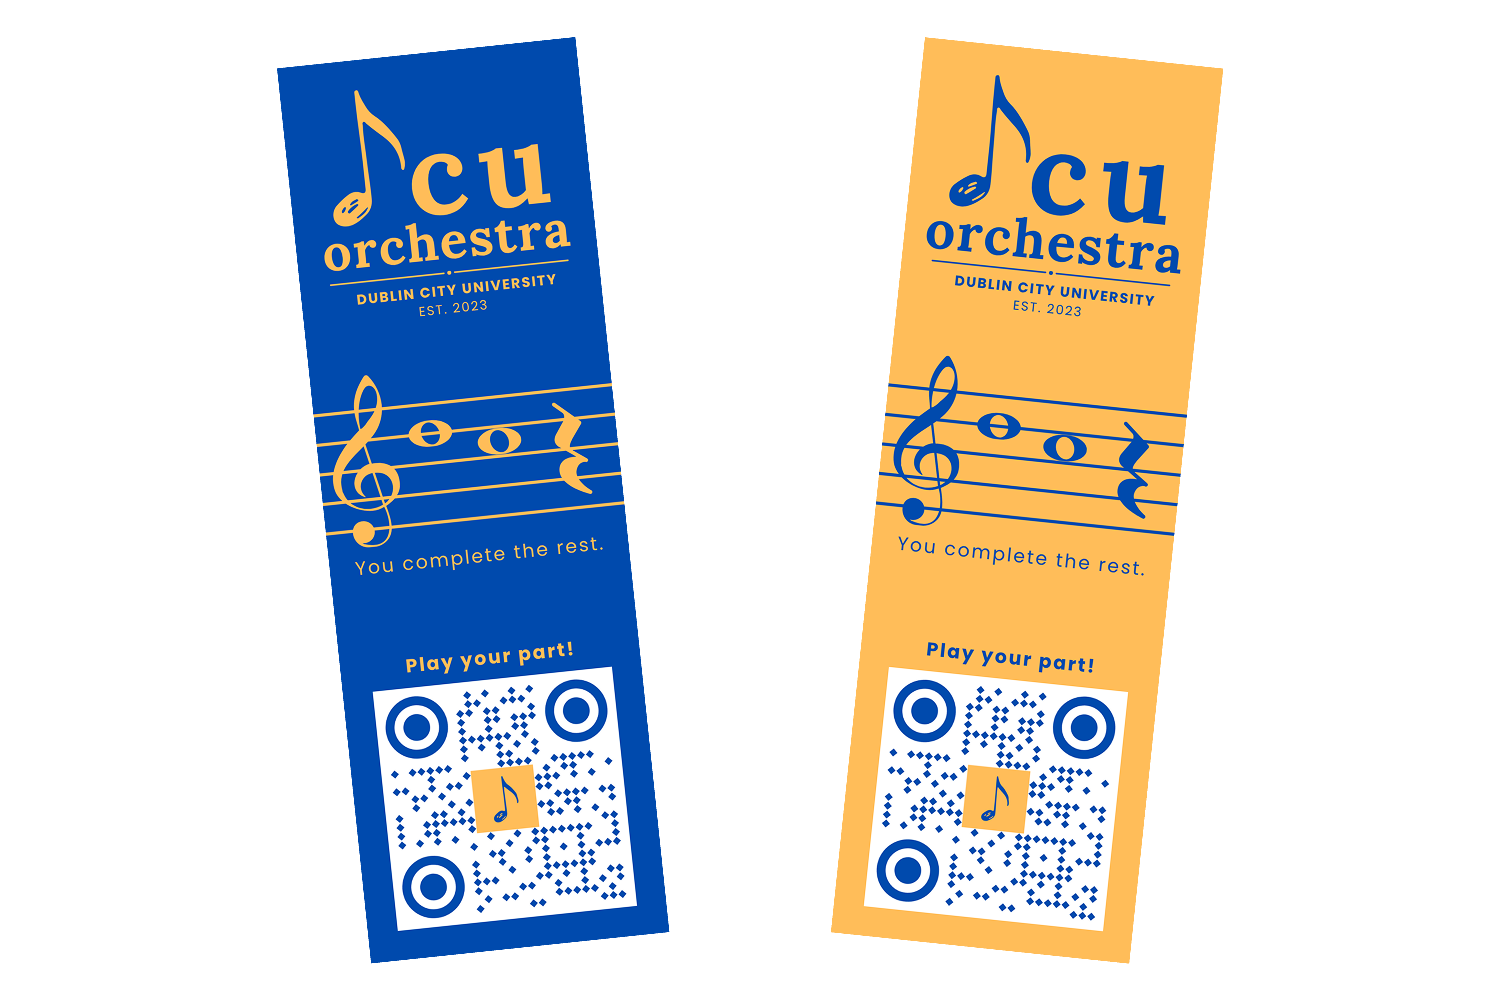 cu
orchestra
DUBLIN CITY UNIVERSITY
EST. 2023
You complete the rest.
Play your part!
cu
orchestra
DUBLIN CITY UNIVERSITY
EST. 2023
You complete the rest.
Play your part!